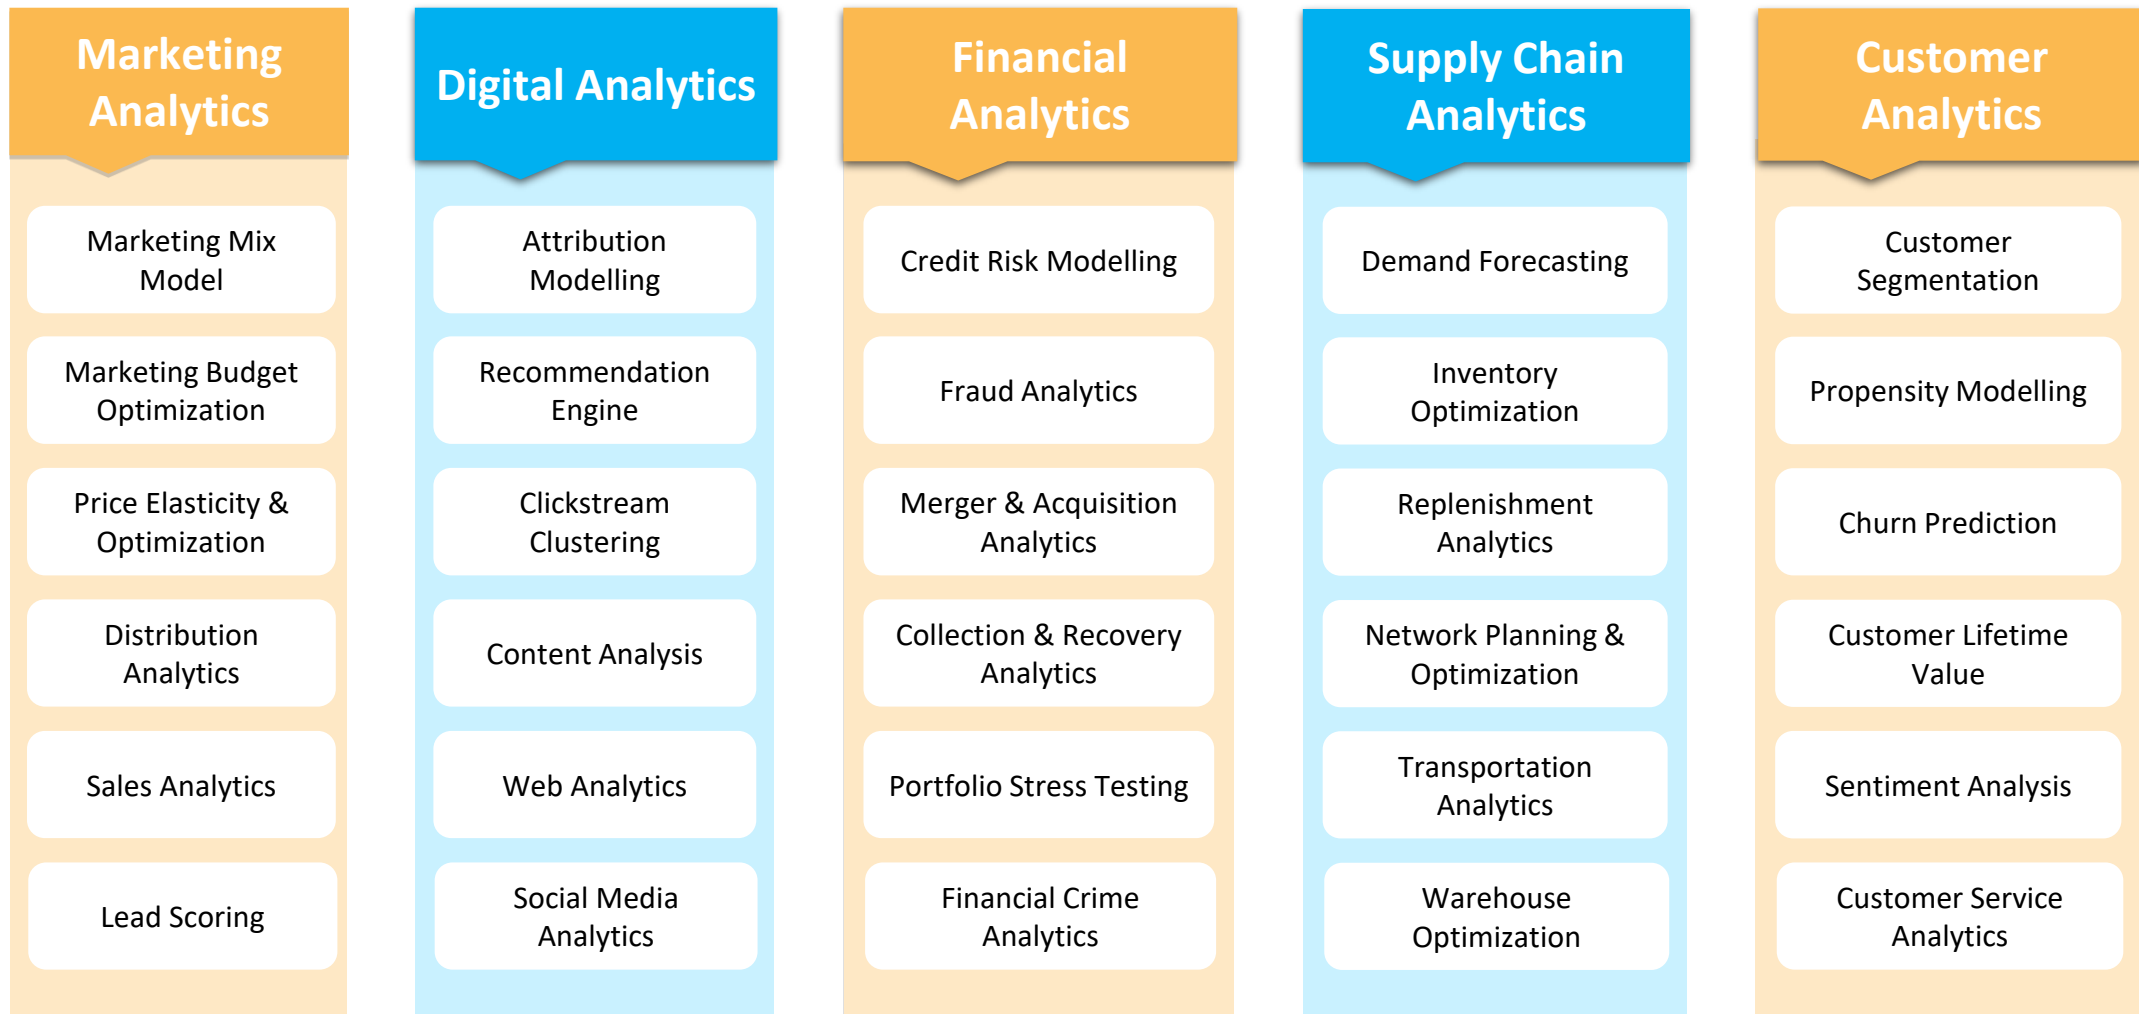 Marketing
Analytics
Marketing Mix
Model
Marketing Budget
Optimization
Price Elasticity &
Optimization
Distribution
Analytics
Sales Analytics
Lead Scoring
Digital Analytics
Attribution
Modelling
Recommendation
Engine
Clickstream
Clustering
Content Analysis
Web Analytics
Social Media
Analytics
Financial
Analytics
Credit Risk Modelling
Fraud Analytics
Merger & Acquisition
Analytics
Collection & Recovery
Analytics
Portfolio Stress Testing
Financial Crime
Analytics
Supply Chain
Analytics
Demand Forecasting
Inventory
Optimization
Replenishment
Analytics
Network Planning &
Optimization
Transportation
Analytics
Warehouse
Optimization
Customer
Analytics
Customer
Segmentation
Propensity Modelling
Churn Prediction
Customer Lifetime
Value
Sentiment Analysis
Customer Service
Analytics